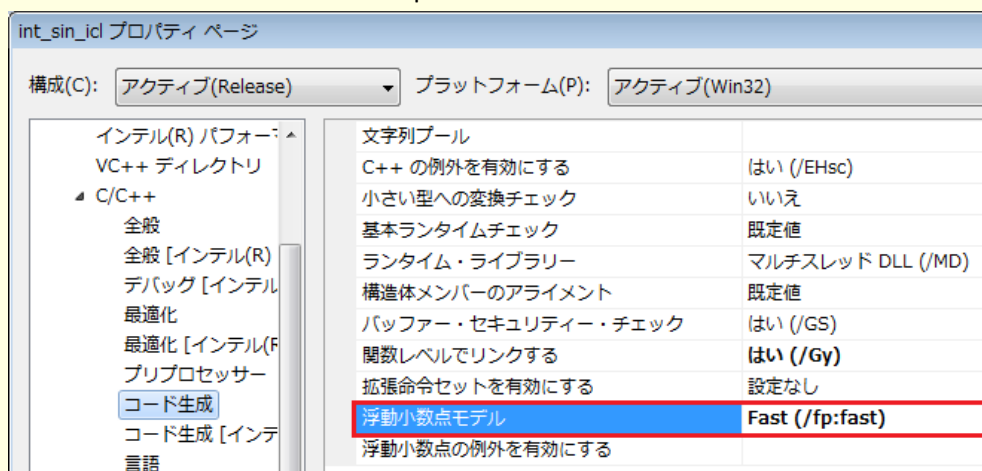 int_sin_icl プロパティ ページ
構成(C): アクティブ(Release) プラットフォーム(P): アクティブ(Win32)
インテル(R) パフォー
VC++ ディレクトリ
C/C++
全般
全般 [インテル(R)
デバッグ [インテル
最適化
最適化 [インテル(R
プリプロセッサー
コード生成
コード生成 [インテ
言語
文字列プール
C++ の例外を有効にする はい (/EHsc)
小さい型への変換チェック いいえ
基本ランタイムチェック 既定値
ランタイム・ライブラリー マルチスレッド DLL (/MD)
構造体メンバーのアライメント 既定値
バッファー・セキュリティー・チェック はい (/GS)
関数レベルでリンクする はい (/Gy)
拡張命令セットを有効にする 設定なし
浮動小数点モデル Fast (/fp:fast)
浮動小数点の例外を有効にする